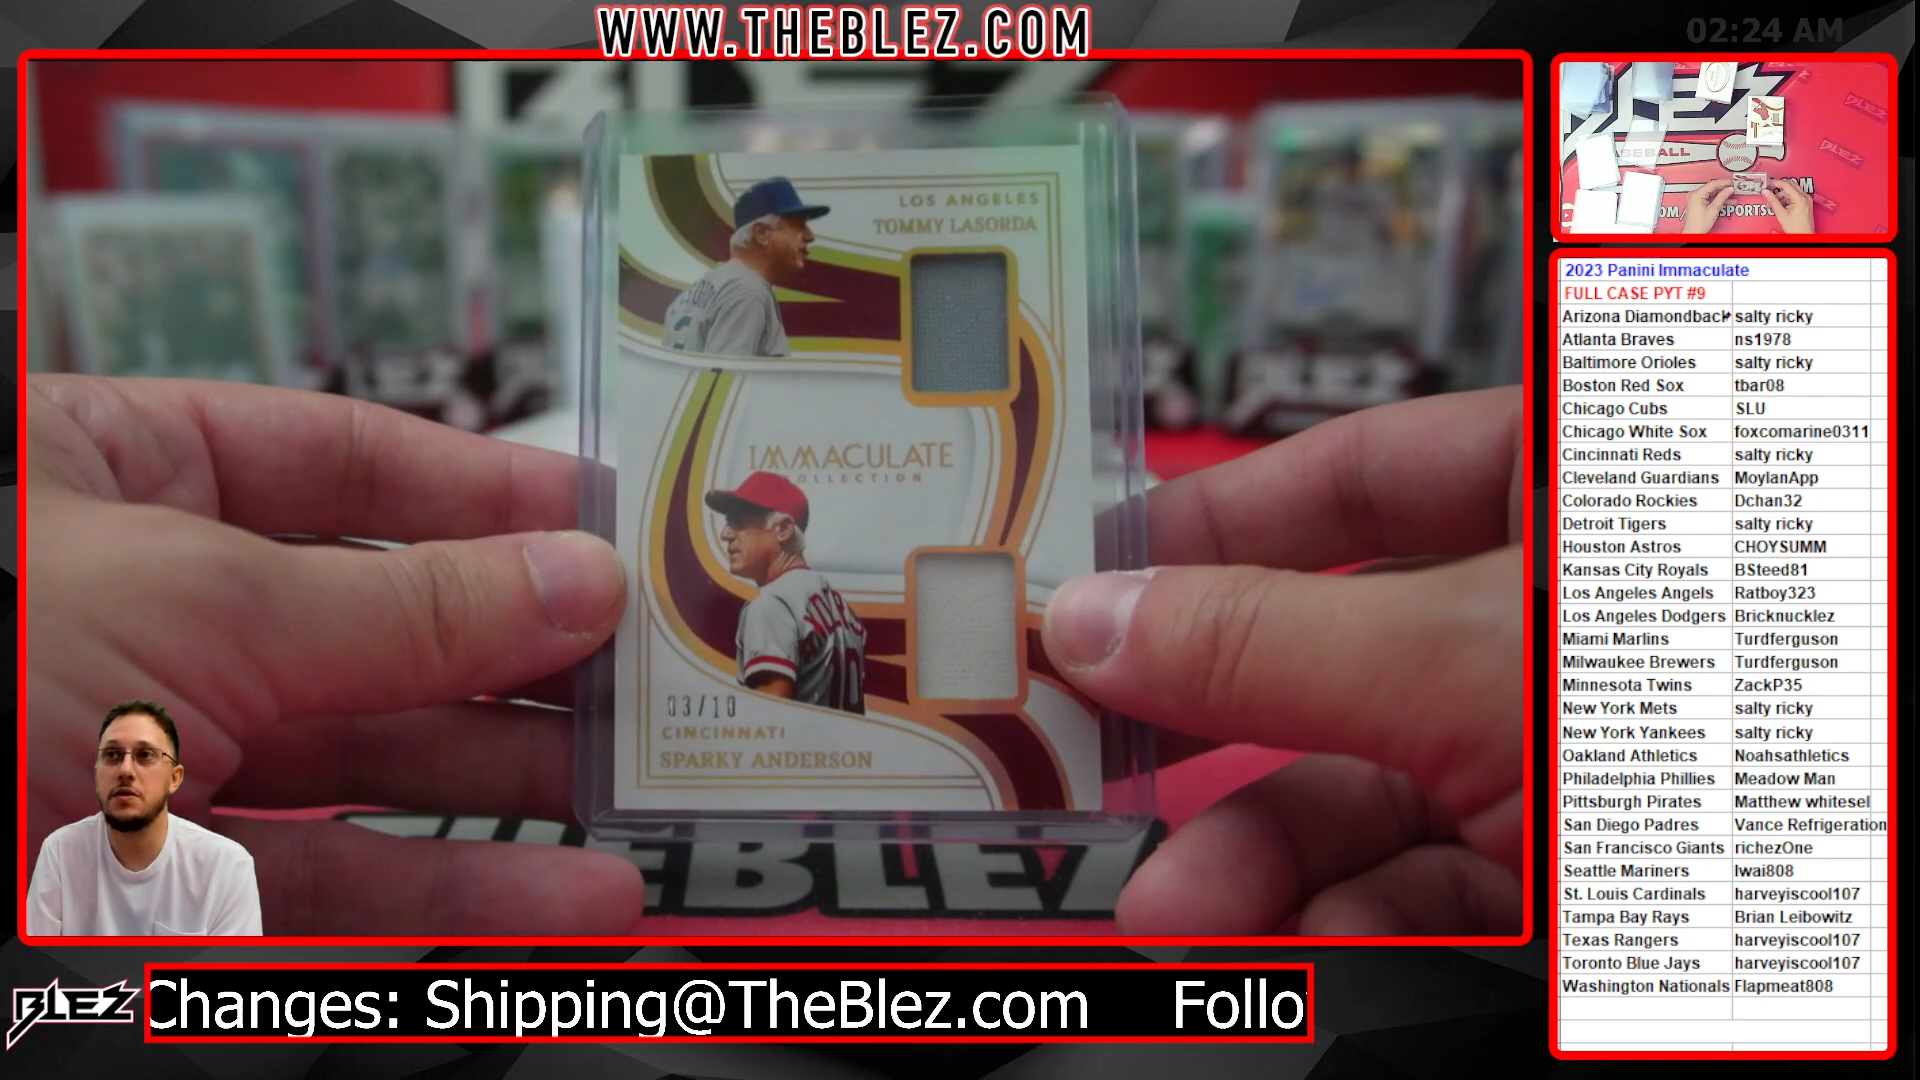 WWW.THEBLEZ.COM
02:24 AM
LOS ANGELES
TOMMY LASORDA
IMMACULATE
COLLECTION
03/10
CINCINNATI
SPARKY ANDERSON
THEBLEZ
BLEZ
Changes: Shipping@TheBlez.com Follo
2023 Panini Immaculate
FULL CASE PYT #9
Arizona Diamondback salty ricky
Atlanta Braves ns1978
Baltimore Orioles salty ricky
Boston Red Sox tbar08
Chicago Cubs SLU
Chicago White Sox foxcomarine0311
Cincinnati Reds salty ricky
Cleveland Guardians MoylanApp
Colorado Rockies Dchan32
Detroit Tigers salty ricky
Houston Astros CHOYSUMM
Kansas City Royals BSteed81
Los Angeles Angels Ratboy323
Los Angeles Dodgers Bricknucklez
Miami Marlins Turdferguson
Milwaukee Brewers Turdferguson
Minnesota Twins ZackP35
New York Mets salty ricky
New York Yankees salty ricky
Oakland Athletics Noahsathletics
Philadelphia Phillies Meadow Man
Pittsburgh Pirates Matthew whitesel
San Diego Padres Vance Refrigeration
San Francisco Giants richezOne
Seattle Mariners lwai808
St. Louis Cardinals harveyiscool107
Tampa Bay Rays Brian Leibowitz
Texas Rangers harveyiscool107
Toronto Blue Jays harveyiscool107
Washington Nationals Flapmeat808